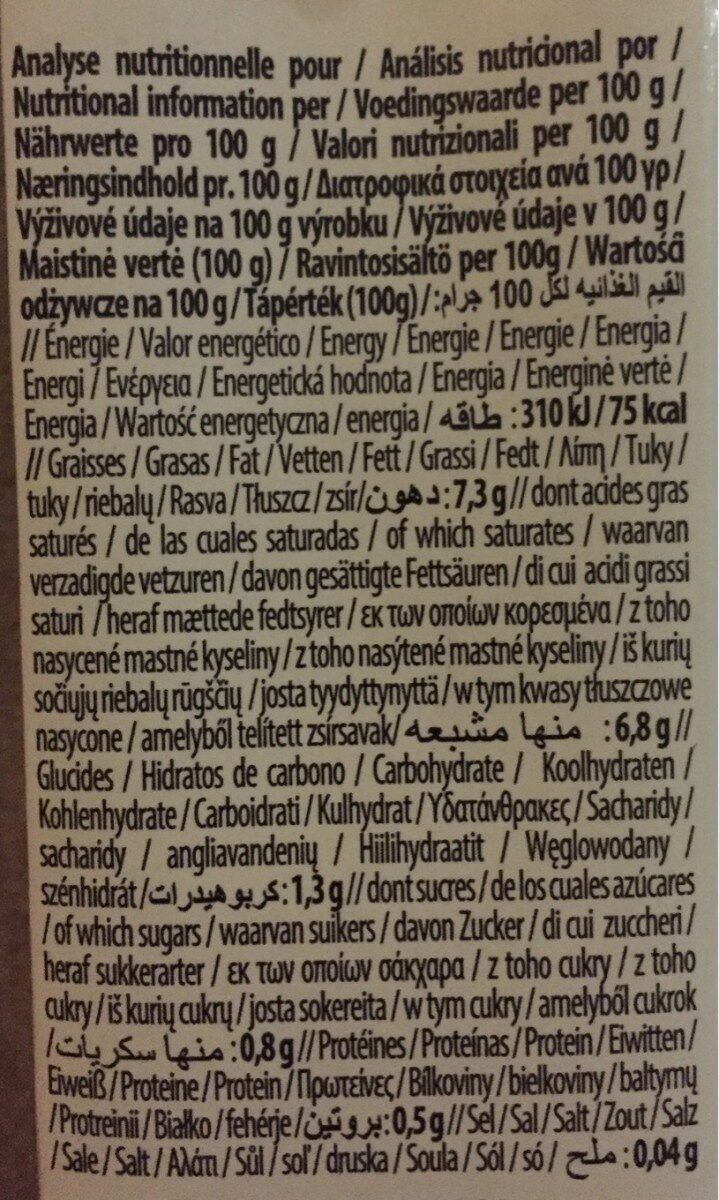 Analyse nutritionnelle pour / Análisis nutricional por /
Nutritional information per / Voedingswaarde per 100 g /
Nährwerte pro 100 g / Valori nutrizionali per 100 g /
Næringsindhold pr. 100 g / Διατροφικά στοιχεία ανά 100 γρ /
Výživové údaje na 100 g výrobku / Výživové údaje v 100 g /
Maistinė vertė (100 g) / Ravintosisältö per 100g / Wartości
odżywcze na 100 g / Tápérték (100g) / القيم الغذائيه لكل 100 جرام:
// Énergie / Valor energético / Energy / Energie / Energie / Energia /
Energi / Ενέργεια / Energetická hodnota / Energia / Energinė vertė /
Energia / Wartość energetyczna / energia / طاقه :310 kJ / 75 kcal
// Graisses / Grasas / Fat / Vetten / Fett / Grassi / Fedt / Λίπη / Tuky /
tuky / riebalų / Rasva / Tłuszcz / zsír/ دهون:7,3 g // dont acides gras
saturés / de las cuales saturadas / of which saturates / waarvan
verzadigde vetzuren / davon gesättigte Fettsäuren / di cui acidi grassi
saturi / heraf mættede fedtsyrer / εκ των οποίων κορεσμένα / z toho
nasycené mastné kyseliny / z toho nasýtené mastné kyseliny / iš kurių
sočiųjų riebalų rūgščių / josta tyydyttynyttä / w tym kwasy tłuszczowe
nasycone / amelyből telített zsírsavak/ منها مشبعه :6,8 g //
Glucides / Hidratos de carbono / Carbohydrate / Koolhydraten /
Kohlenhydrate / Carboidrati / Kulhydrat / Υδατάνθρακες / Sacharidy /
sacharidy / angliavandenių / Hiilihydraatit / Węglowodany /
szénhidrát /كربوهيدرات:1,3 g // dont sucres / de los cuales azúcares
/ of which sugars / waarvan suikers / davon Zucker / di cui zuccheri /
heraf sukkerarter / εκ των οποίων σάκχαρα / z toho cukry / z toho
cukry / iš kurių cukrų / josta sokereita / w tym cukry / amelyből cukrok
/ منها سكريات :0,8 g // Protéines / Proteínas / Protein / Eiwitten /
Eiweiß / Proteine / Protein / Πρωτεΐνες / Bílkoviny / bielkoviny / baltymų
/ Protreinii / Białko / fehérje / بروتين:0,5 g // Sel / Sal / Salt / Zout / Salz
/ Sale / Salt / Αλάτι / Sůl / soľ / druska / Suola / Sól / só / ملح :0,04 g